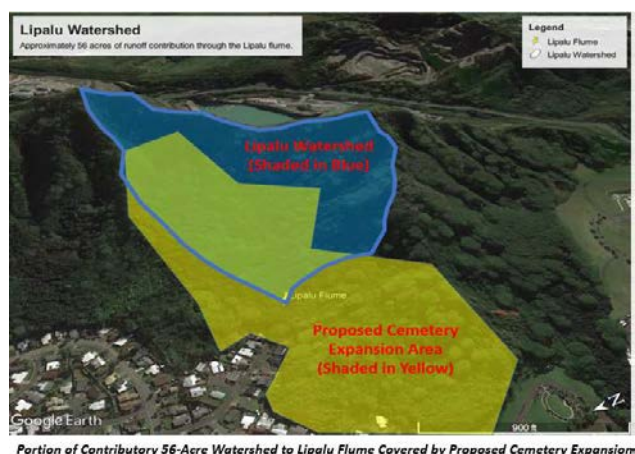 Lipalu Watershed
Approximately 56 acres of runoff contribution through the Lipalu flume.
Legend
Lipalu Flume
Lipalu Watershed
Lipalu Watershed
(Shaded in Blue)
Lipalu Flume
Proposed Cemetery
Expansion Area
(Shaded in Yellow)
Google Earth
900 ft
N
Portion of Contributory 56-Acre Watershed to Lipalu Flume Covered by Proposed Cemetery Expansion